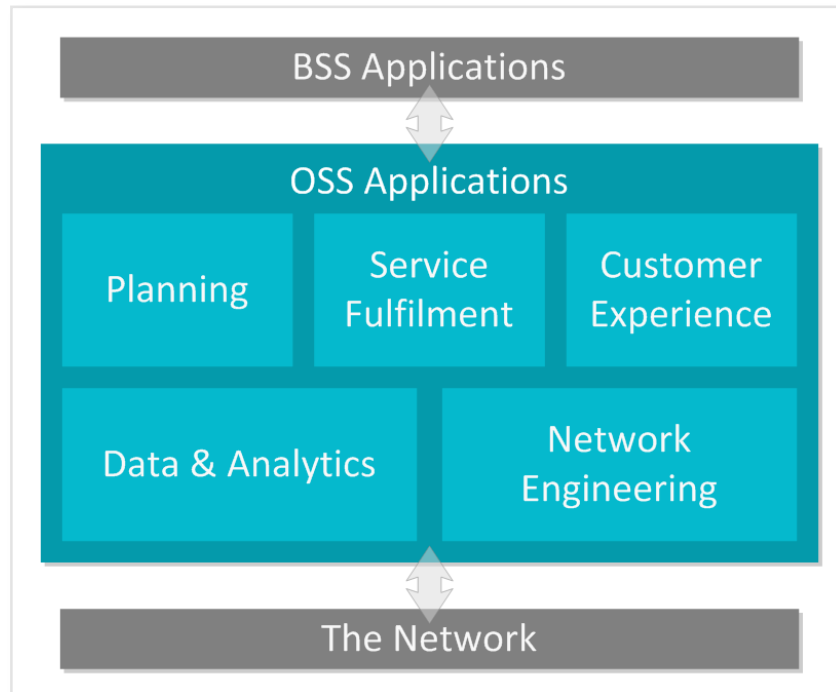 BSS Applications
OSS Applications
Planning
Service
Fulfilment
Customer
Experience
Data & Analytics
Network
Engineering
The Network